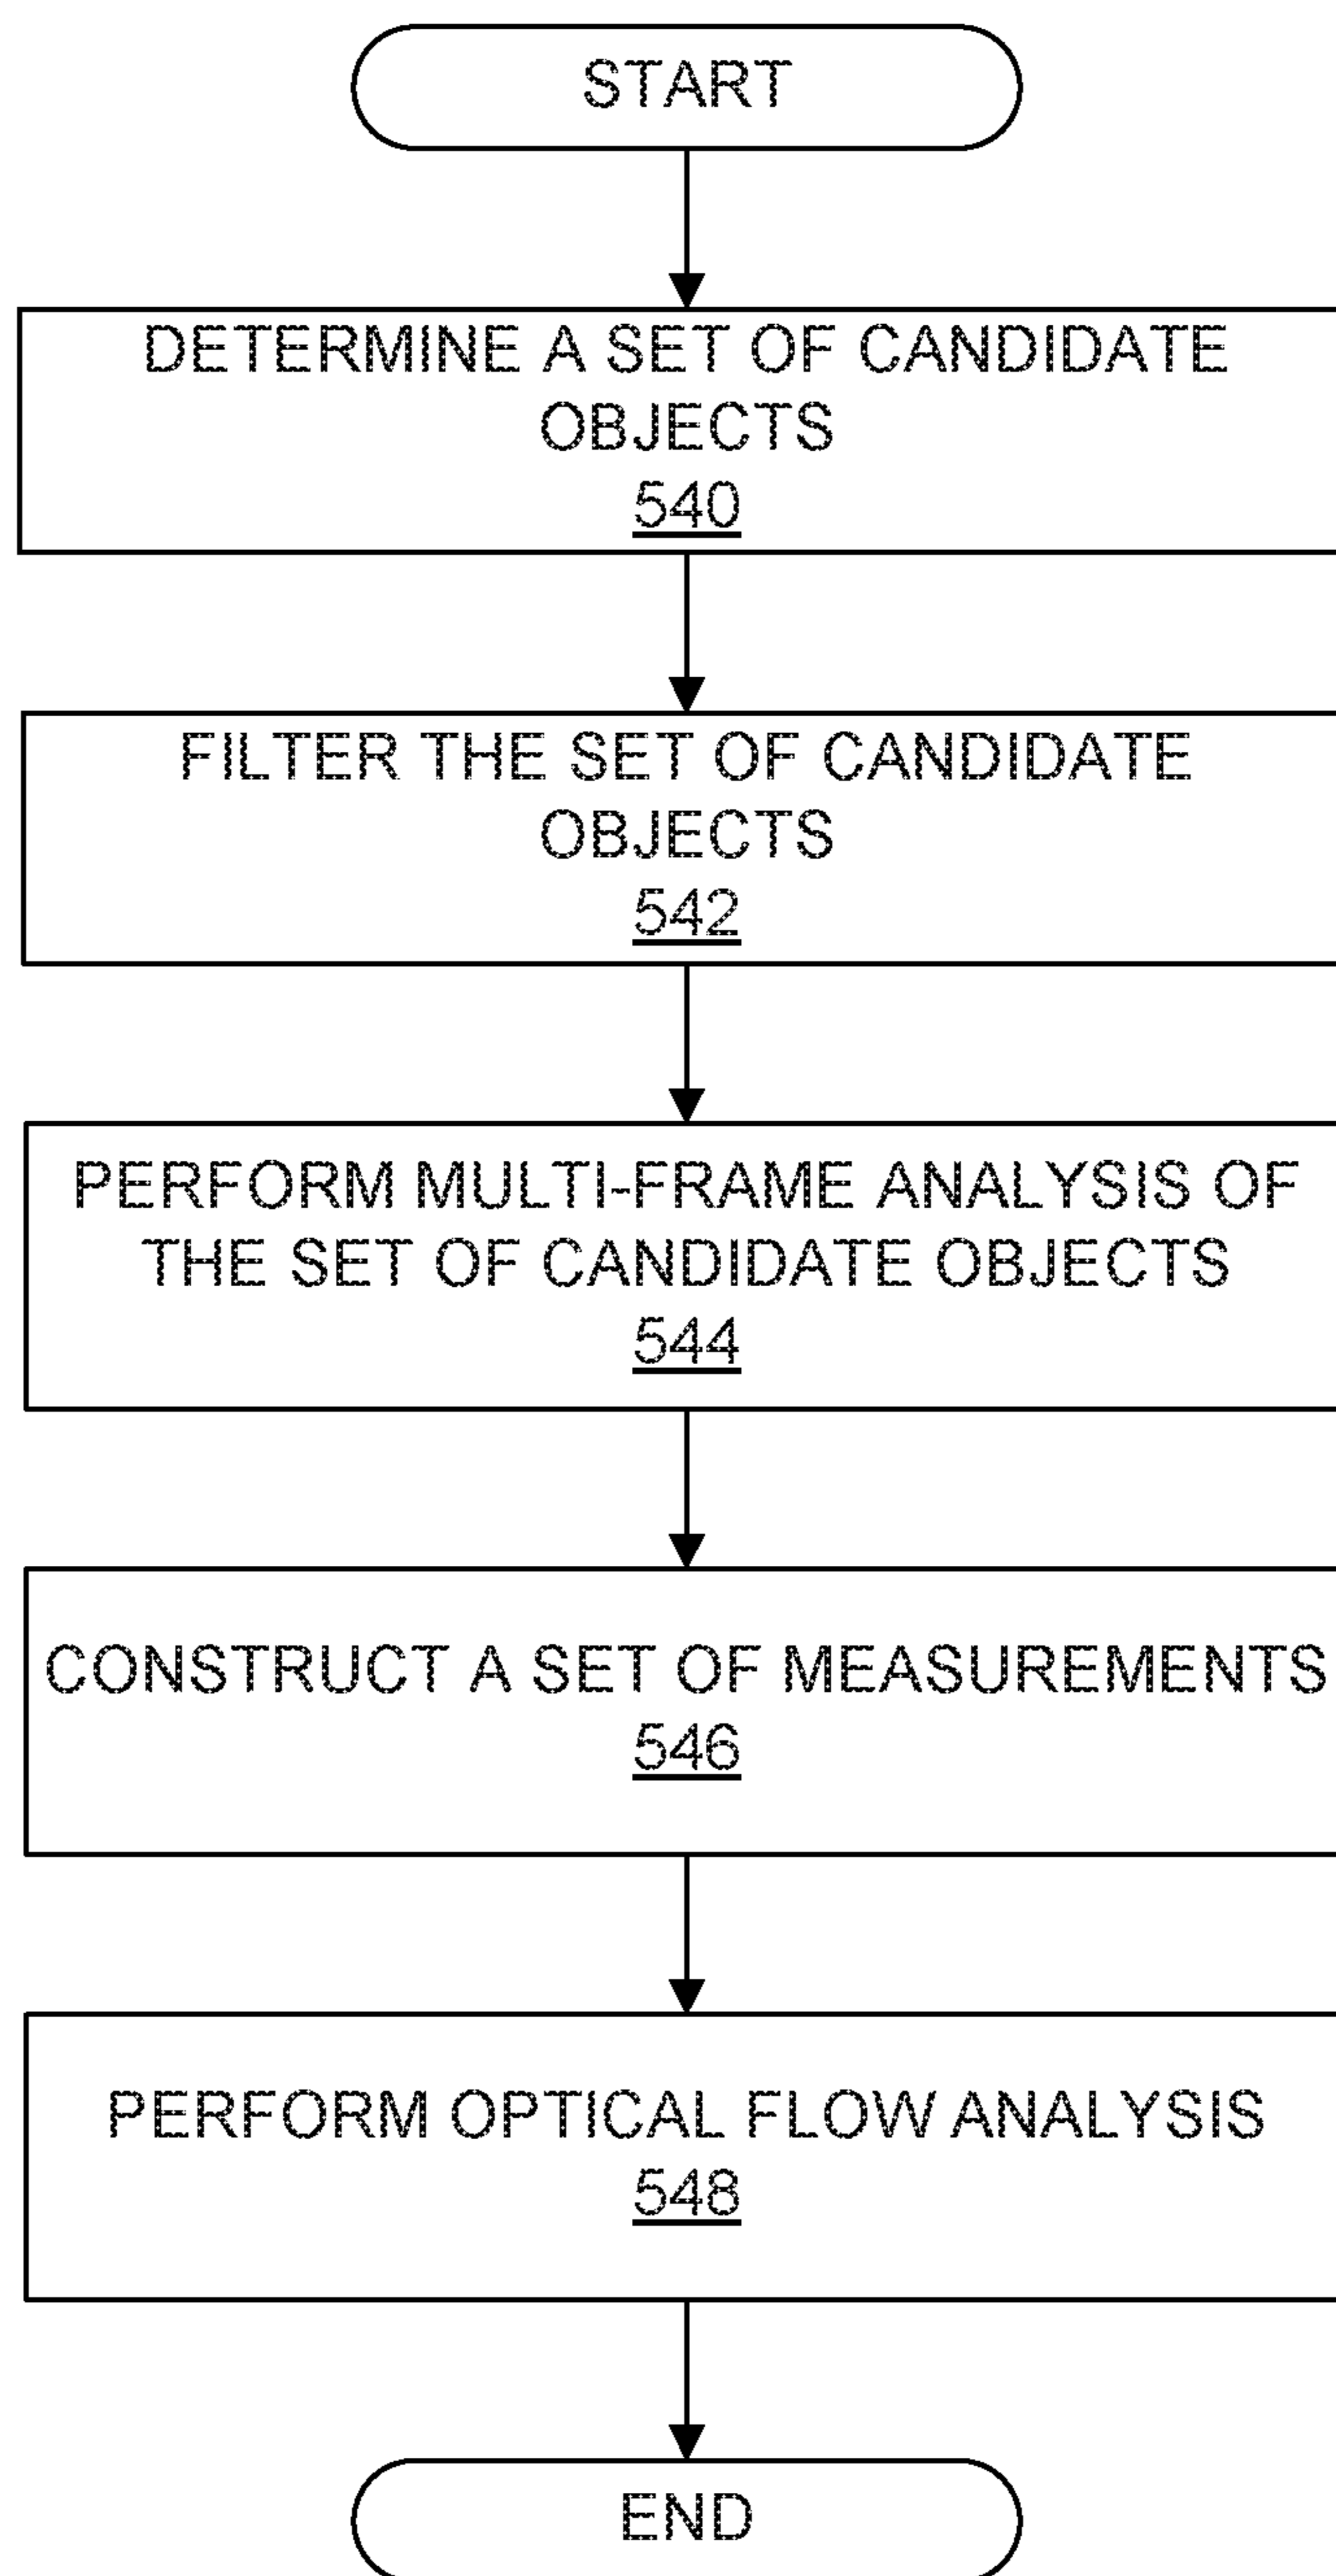 START
DETERMINE A SET OF CANDIDATE
OBJECTS
540
FILTER THE SET OF CANDIDATE
OBJECTS
542
PERFORM MULTI-FRAME ANALYSIS OF
THE SET OF CANDIDATE OBJECTS
544
CONSTRUCT A SET OF MEASUREMENTS
546
PERFORM OPTICAL FLOW ANALYSIS
548
END